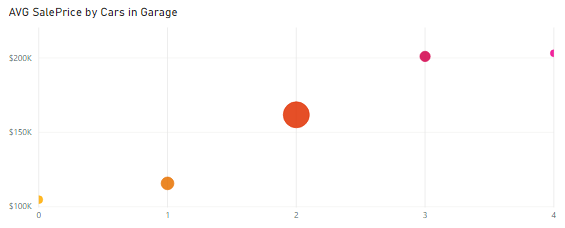 AVG SalePrice by Cars in Garage
$200K
$150K
$100K
0 1 2 3 4